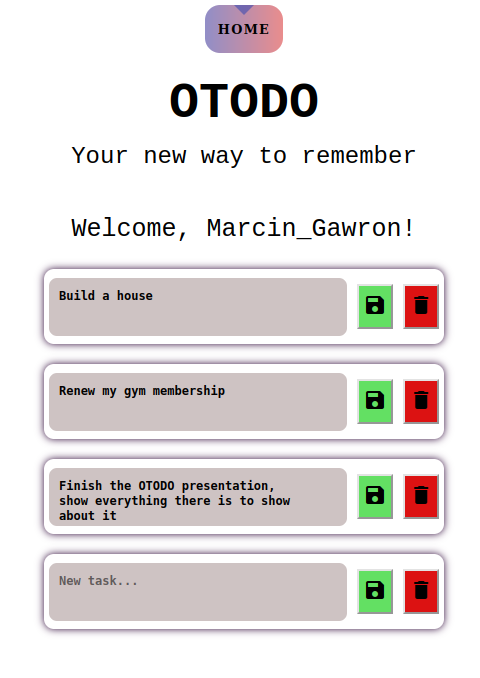 HOME
OTODO
Your new way to remember
Welcome, Marcin_Gawron!
Build a house
Renew my gym membership
Finish the OTODO presentation,
show everything there is to show
about it
New task...